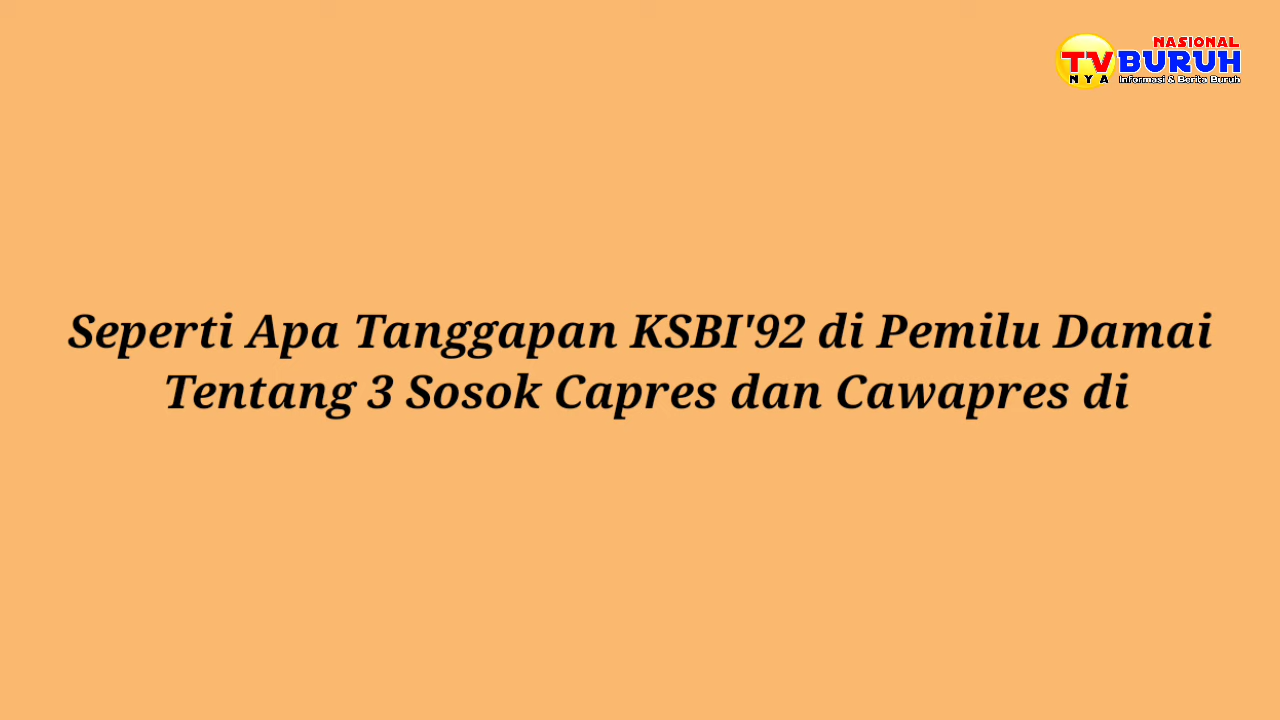 NASIONAL
TV BURUH
NYA Informasi & Berita Buruh
Seperti Apa Tanggapan KSBI'92 di Pemilu Damai
Tentang 3 Sosok Capres dan Cawapres di